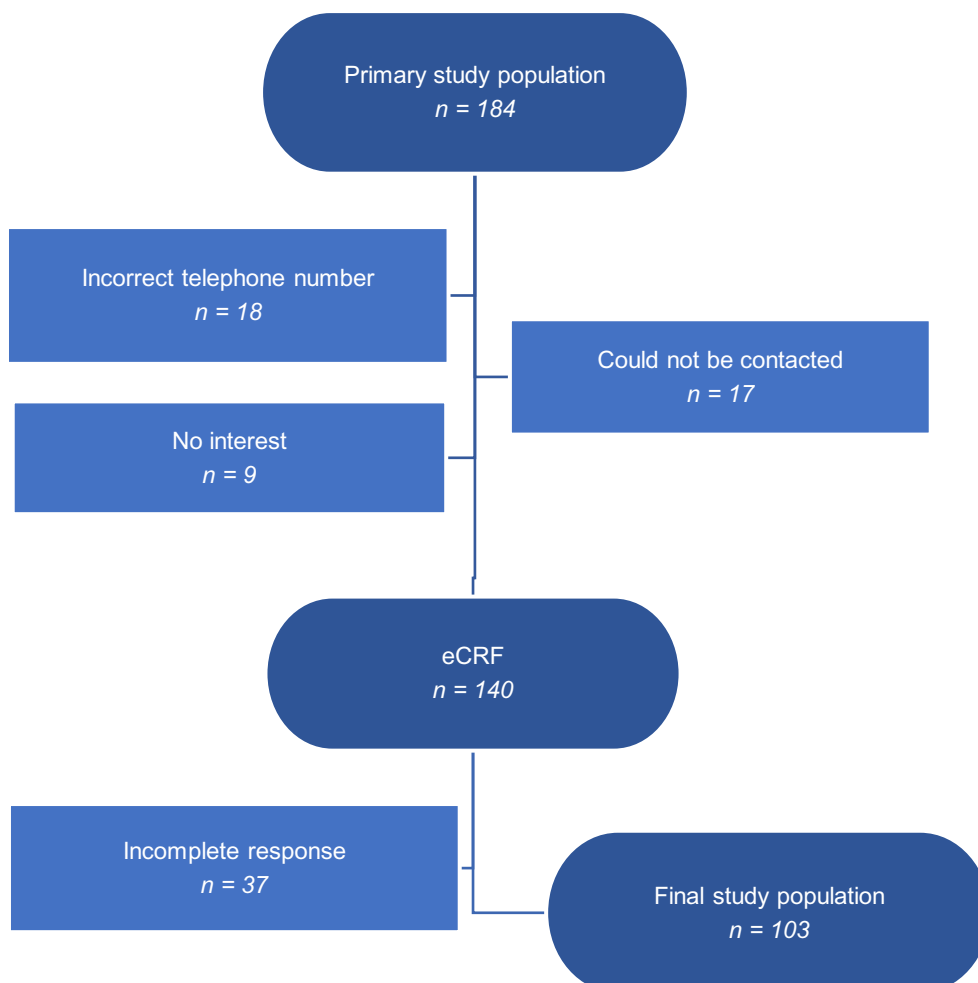 Primary study population
n = 184
Incorrect telephone number
n = 18
Could not be contacted
n = 17
No interest
n = 9
eCRF
n = 140
Incomplete response
n = 37
Final study population
n = 103